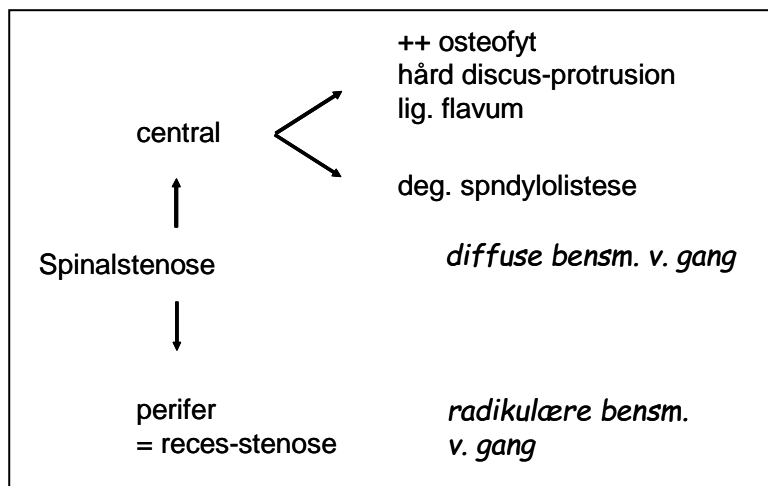 ++ osteofyt
hård discus-protrusion
lig. flavum
central
deg. spndylolistese
Spinalstenose
diffuse bensm. v. gang
perifer
= reces-stenose
radikulære bensm.
v. gang